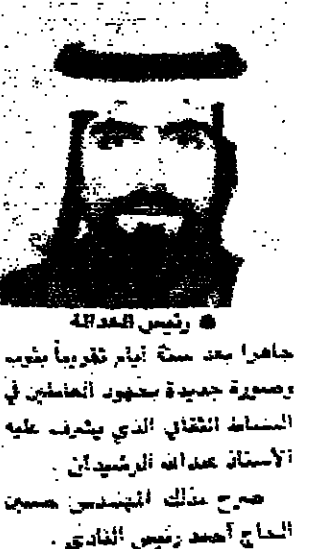 ● رئيس العدالة
جاهزا بعد ستة أيام تقريبا بثوب
وصورة جديدة بجهود العاملين في
النشاط الثقافي الذي يشرف عليه
الأستاذ عبدالله الرشيدان .
صرح بذلك المهندس حسين
الحاج أحمد رئيس النادي .